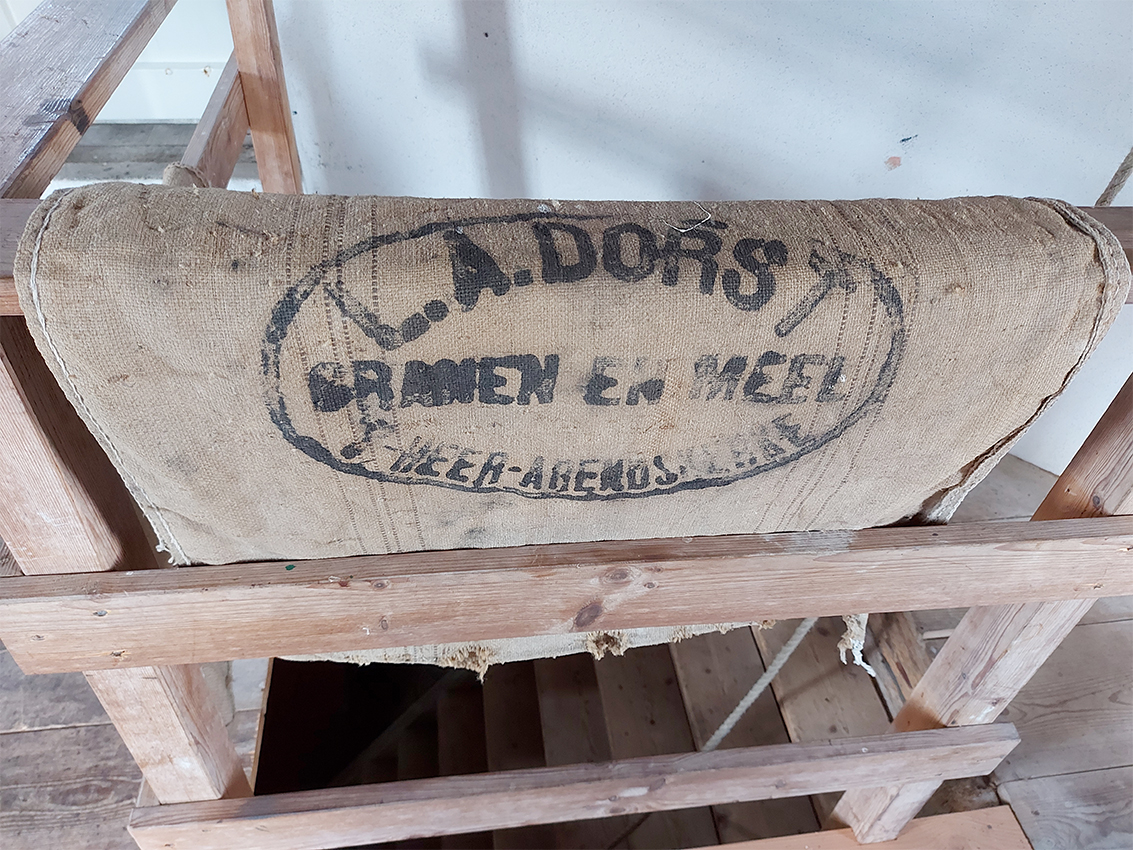 L.A.DORS
GRANEN EN MEEL
'S-HEER-ARENDSKERKE